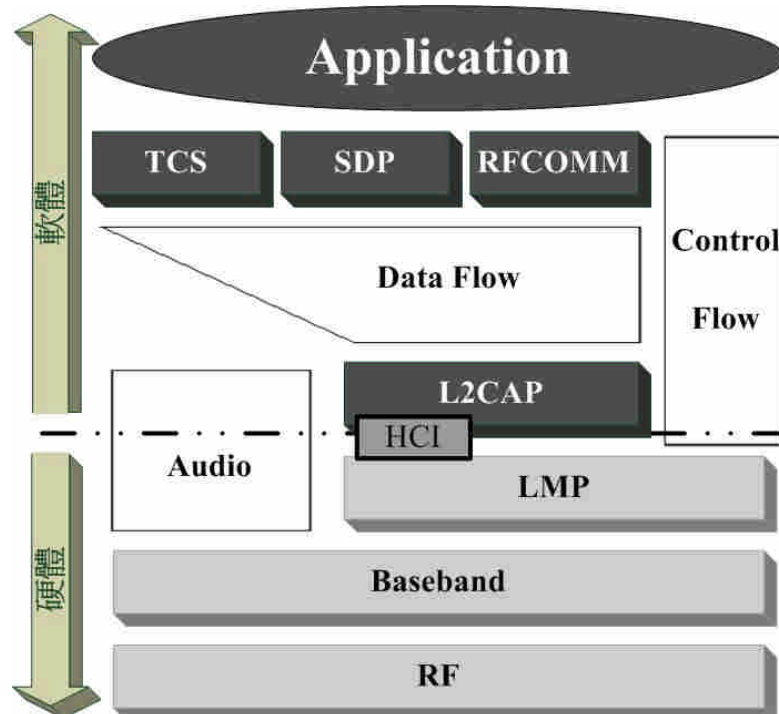 Application
TCS
SDP
RFCOMM
軟體
Control
Flow
Data Flow
L2CAP
HCI
Audio
LMP
硬體
Baseband
RF